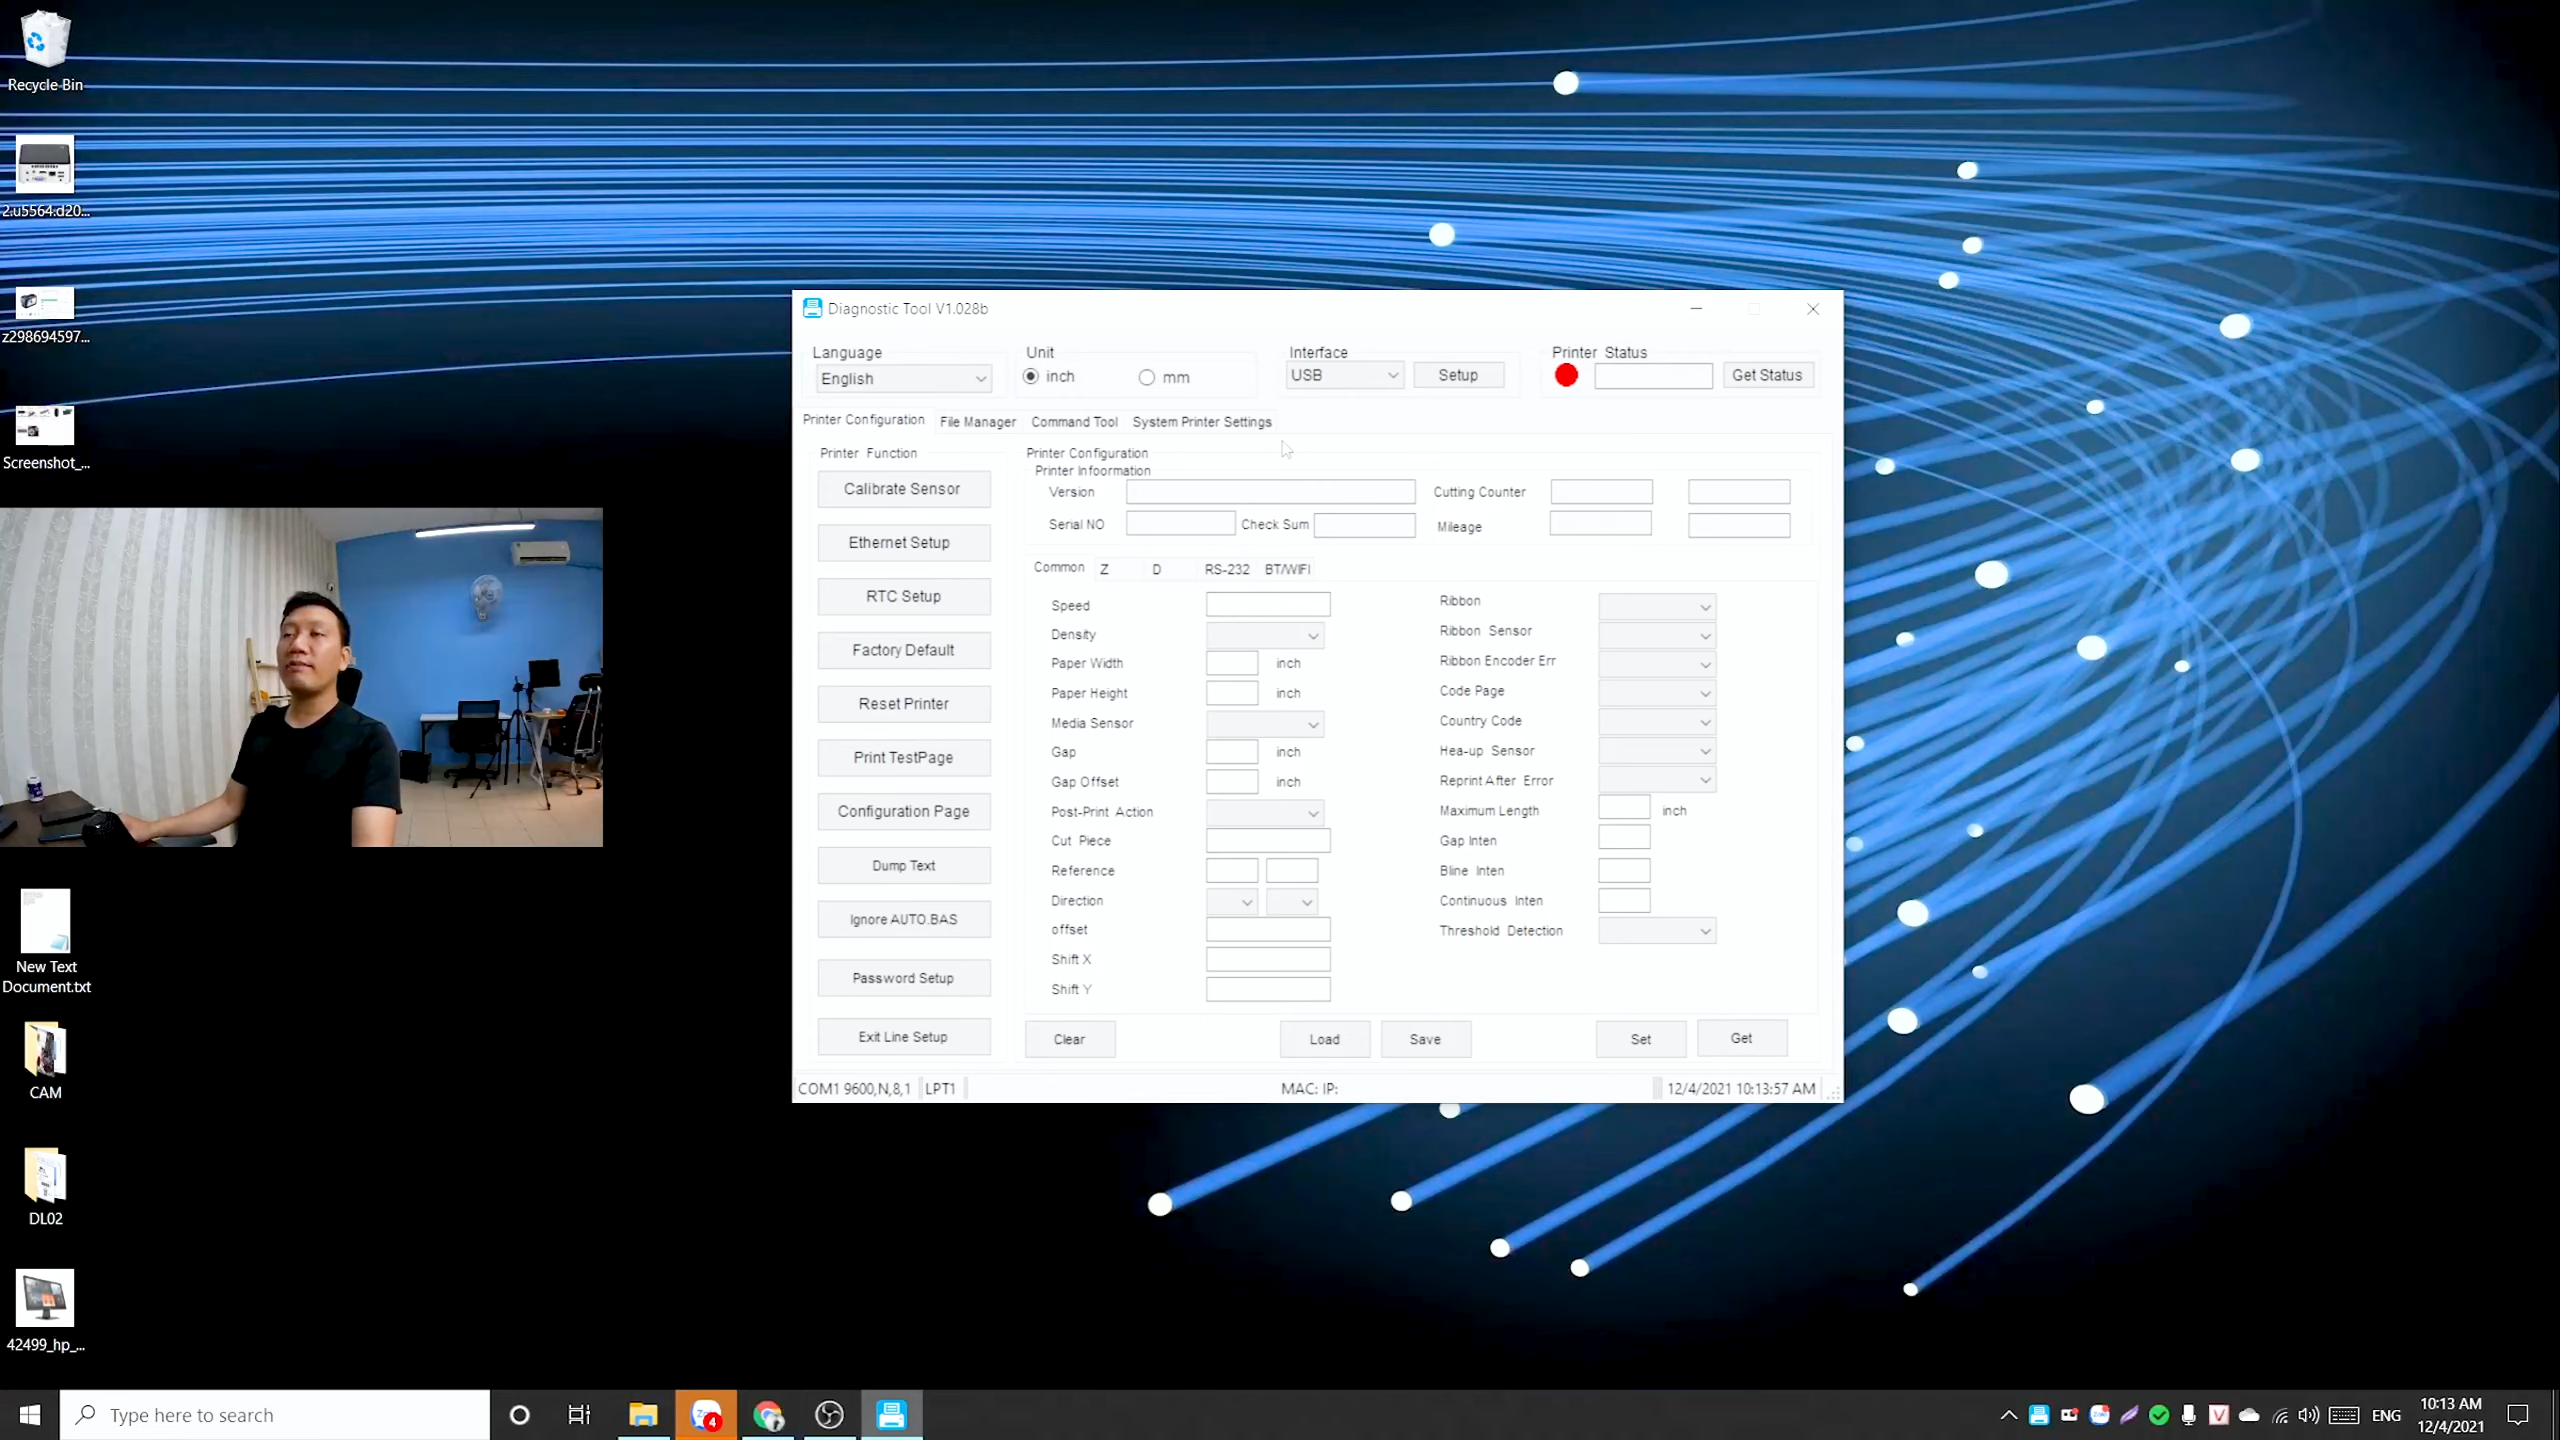 Recycle Bin
2.u5564.d20...
z298694597...
Screenshot_...
New Text
Document.txt
CAM
DL02
42499_hp_...
Diagnostic Tool V1.028b
Language
English
Unit
inch
mm
Interface
USB
Setup
Printer Status
Get Status
Printer Configuration
File Manager
Command Tool
System Printer Settings
Printer Function
Calibrate Sensor
Ethernet Setup
RTC Setup
Factory Default
Reset Printer
Print TestPage
Configuration Page
Dump Text
Ignore AUTO.BAS
Password Setup
Exit Line Setup
Printer Configuration
Printer Infoormation
Version
Cutting Counter
Serial NO
Check Sum
Mileage
Common
Z
D
RS-232
BT/WIFI
Speed
Density
Paper Width inch
Paper Height inch
Media Sensor
Gap inch
Gap Offset inch
Post-Print Action
Cut Piece
Reference
Direction
offset
Shift X
Shift Y
Ribbon
Ribbon Sensor
Ribbon Encoder Err
Code Page
Country Code
Hea-up Sensor
Reprint After Error
Maximum Length inch
Gap Inten
Bline Inten
Continuous Inten
Threshold Detection
Clear
Load
Save
Set
Get
COM1 9600,N,8,1
LPT1
MAC: IP:
12/4/2021 10:13:57 AM
Type here to search
4
ENG
10:13 AM
12/4/2021